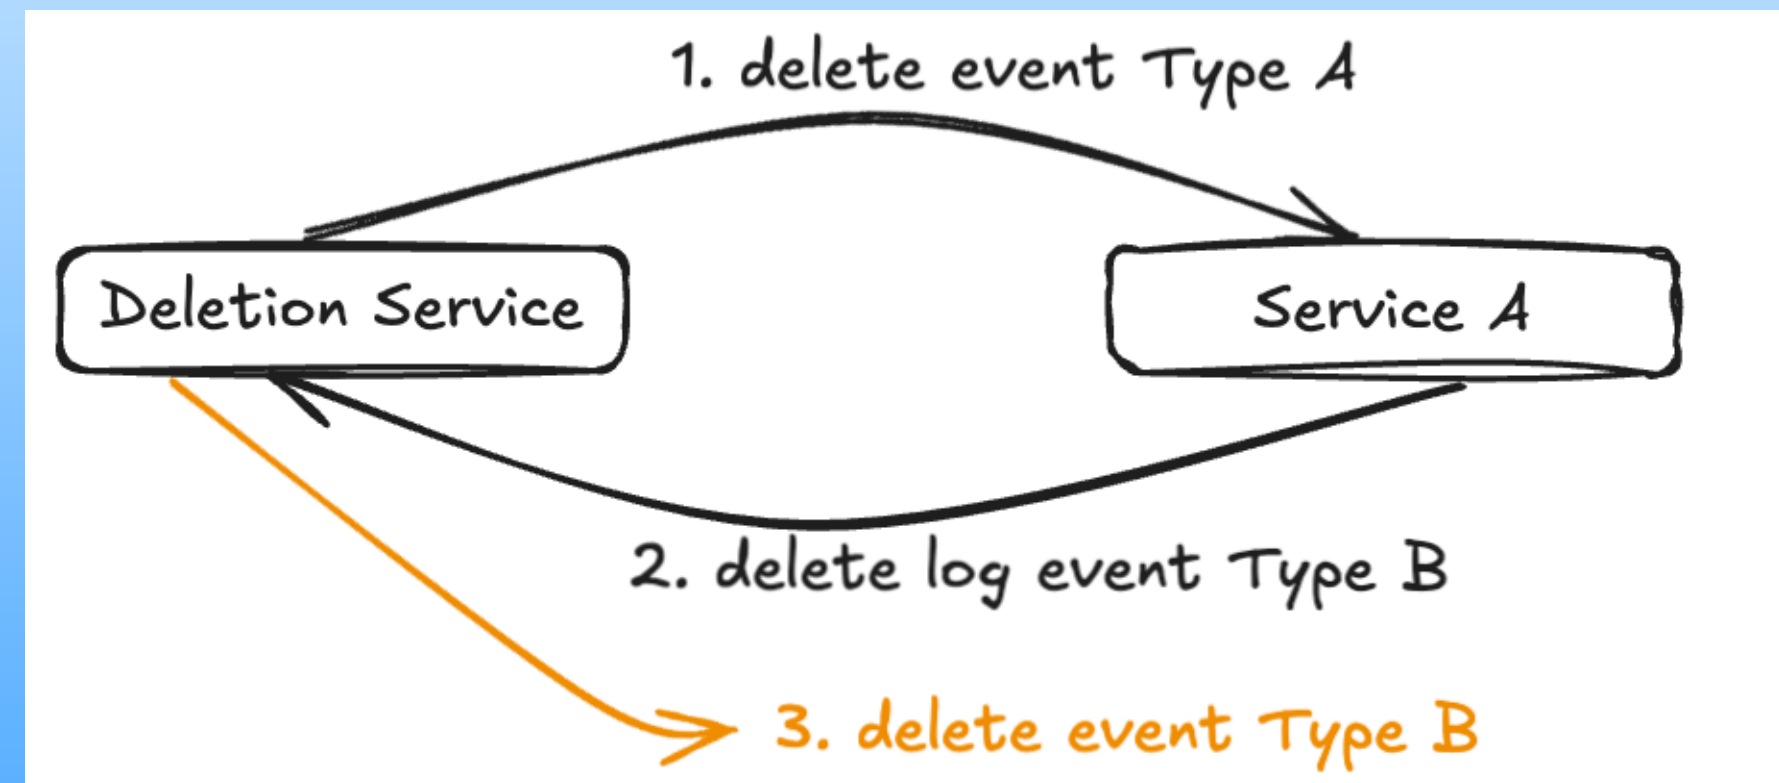 1. delete event Type A
Deletion Service
Service A
2. delete log event Type B
3. delete event Type B